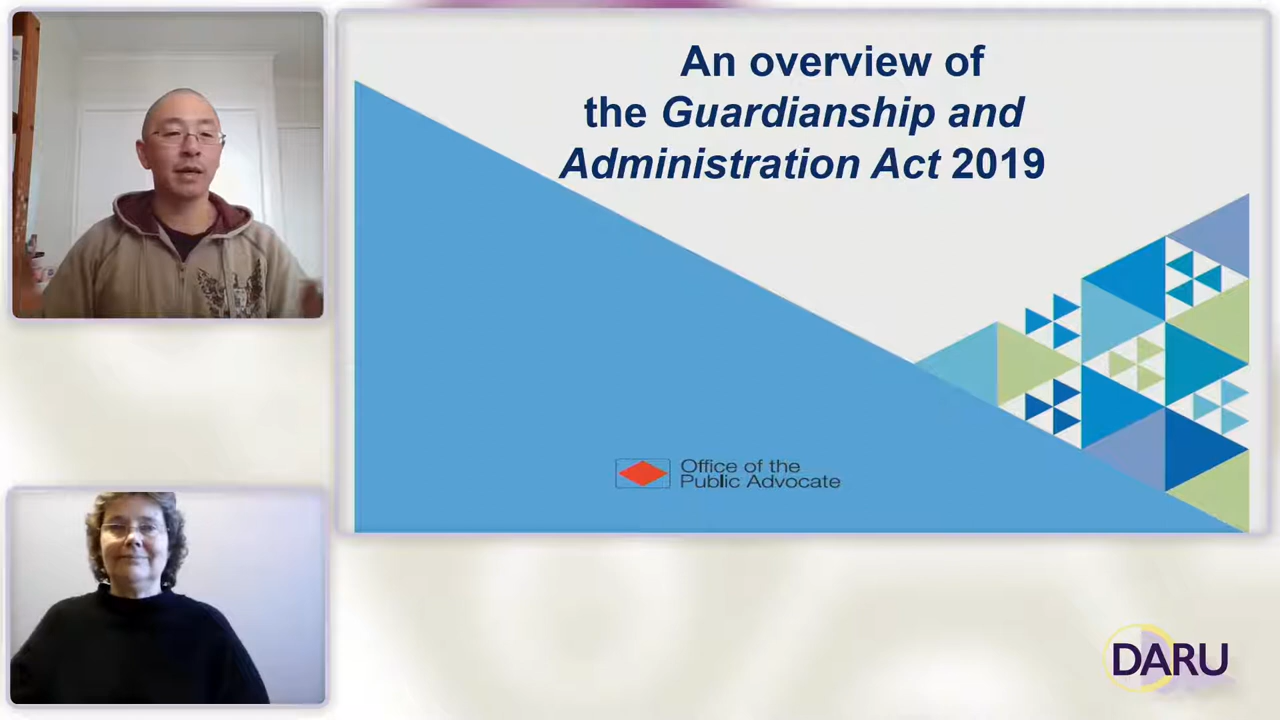 An overview of
the Guardianship and
Administration Act 2019
Office of the
Public Advocate
DARU